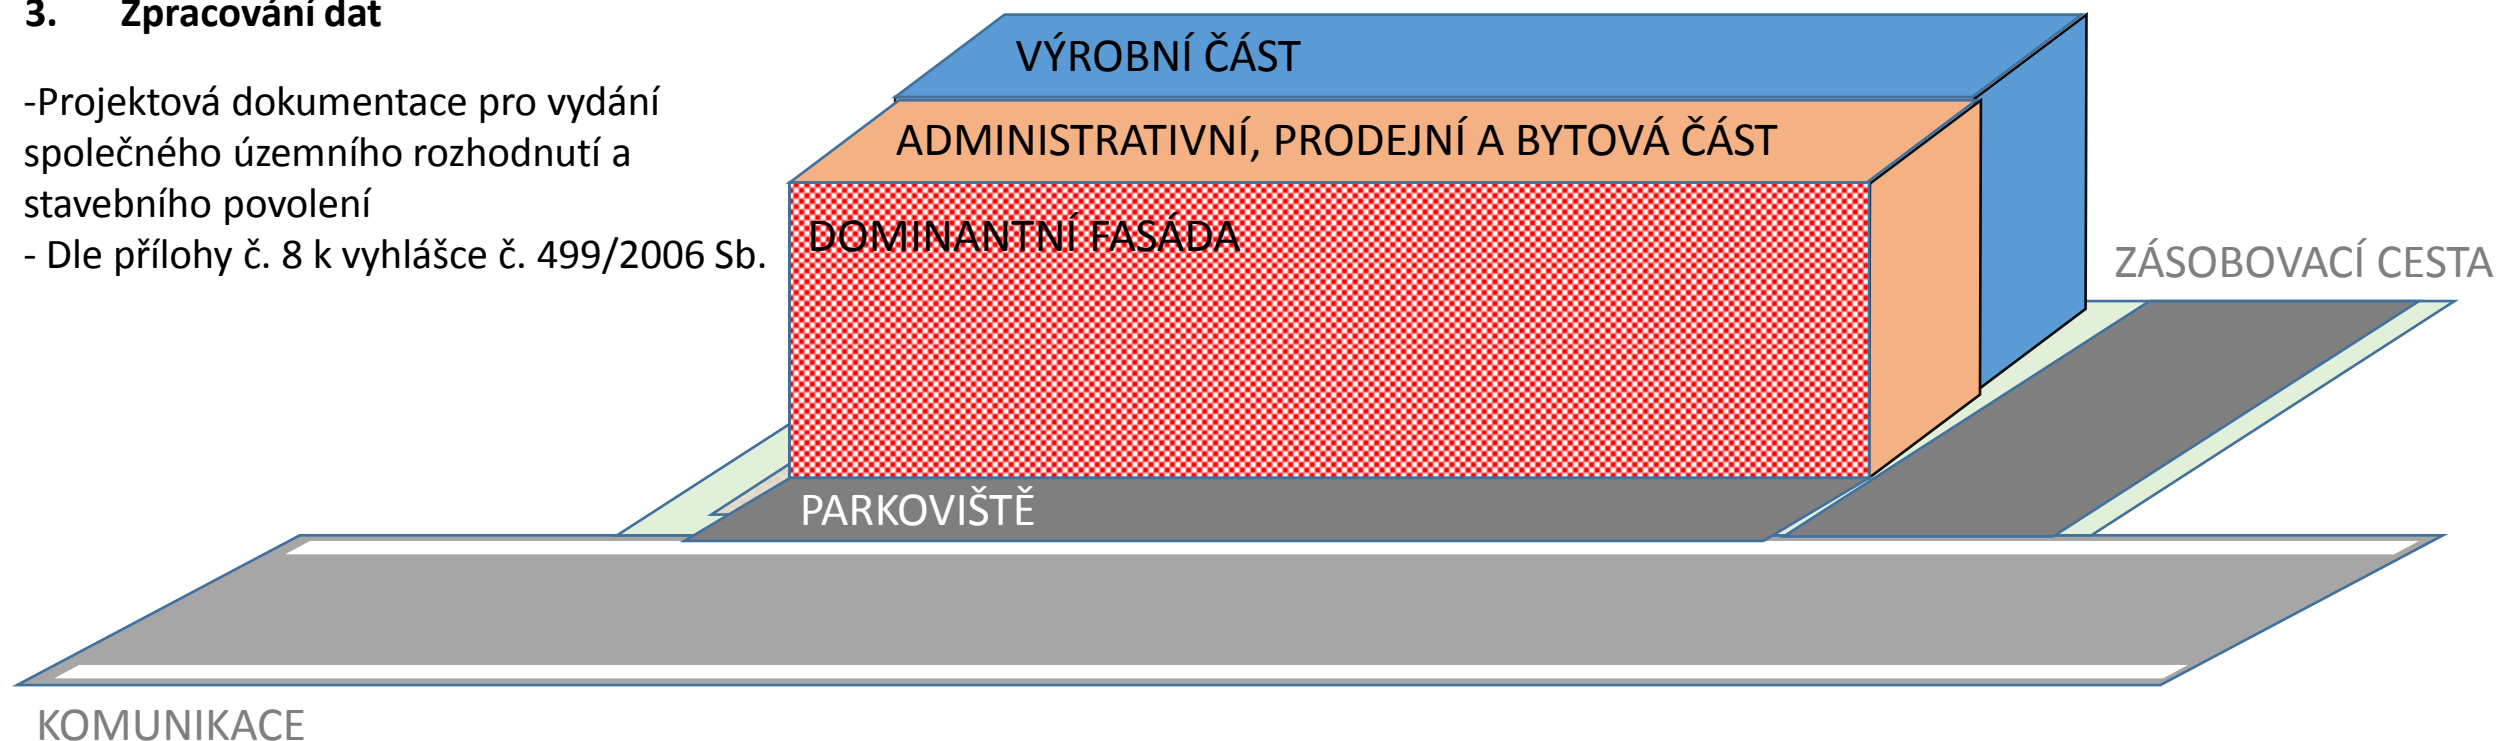 3. Zpracování dat
-Projektová dokumentace pro vydání
společného územního rozhodnutí a
stavebního povolení
- Dle přílohy č. 8 k vyhlášce č. 499/2006 Sb.
VÝROBNÍ ČÁST
ADMINISTRATIVNÍ, PRODEJNÍ A BYTOVÁ ČÁST
DOMINANTNÍ FASÁDA
ZÁSOBOVACÍ CESTA
PARKOVIŠTĚ
KOMUNIKACE